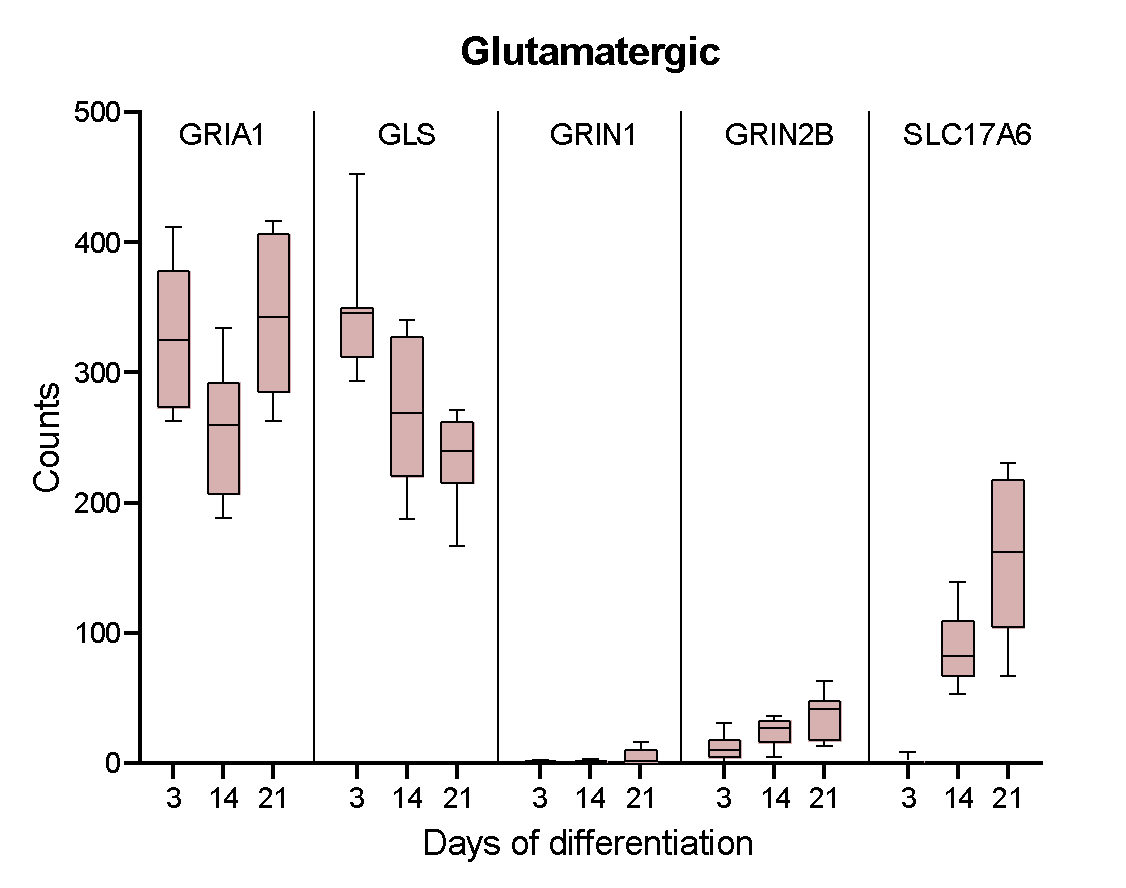 Glutamatergic
GRIA1 GLS GRIN1 GRIN2B SLC17A6
500
400
300
200
100
0
Counts
3 14 21 3 14 21 3 14 21 3 14 21 3 14 21
Days of differentiation